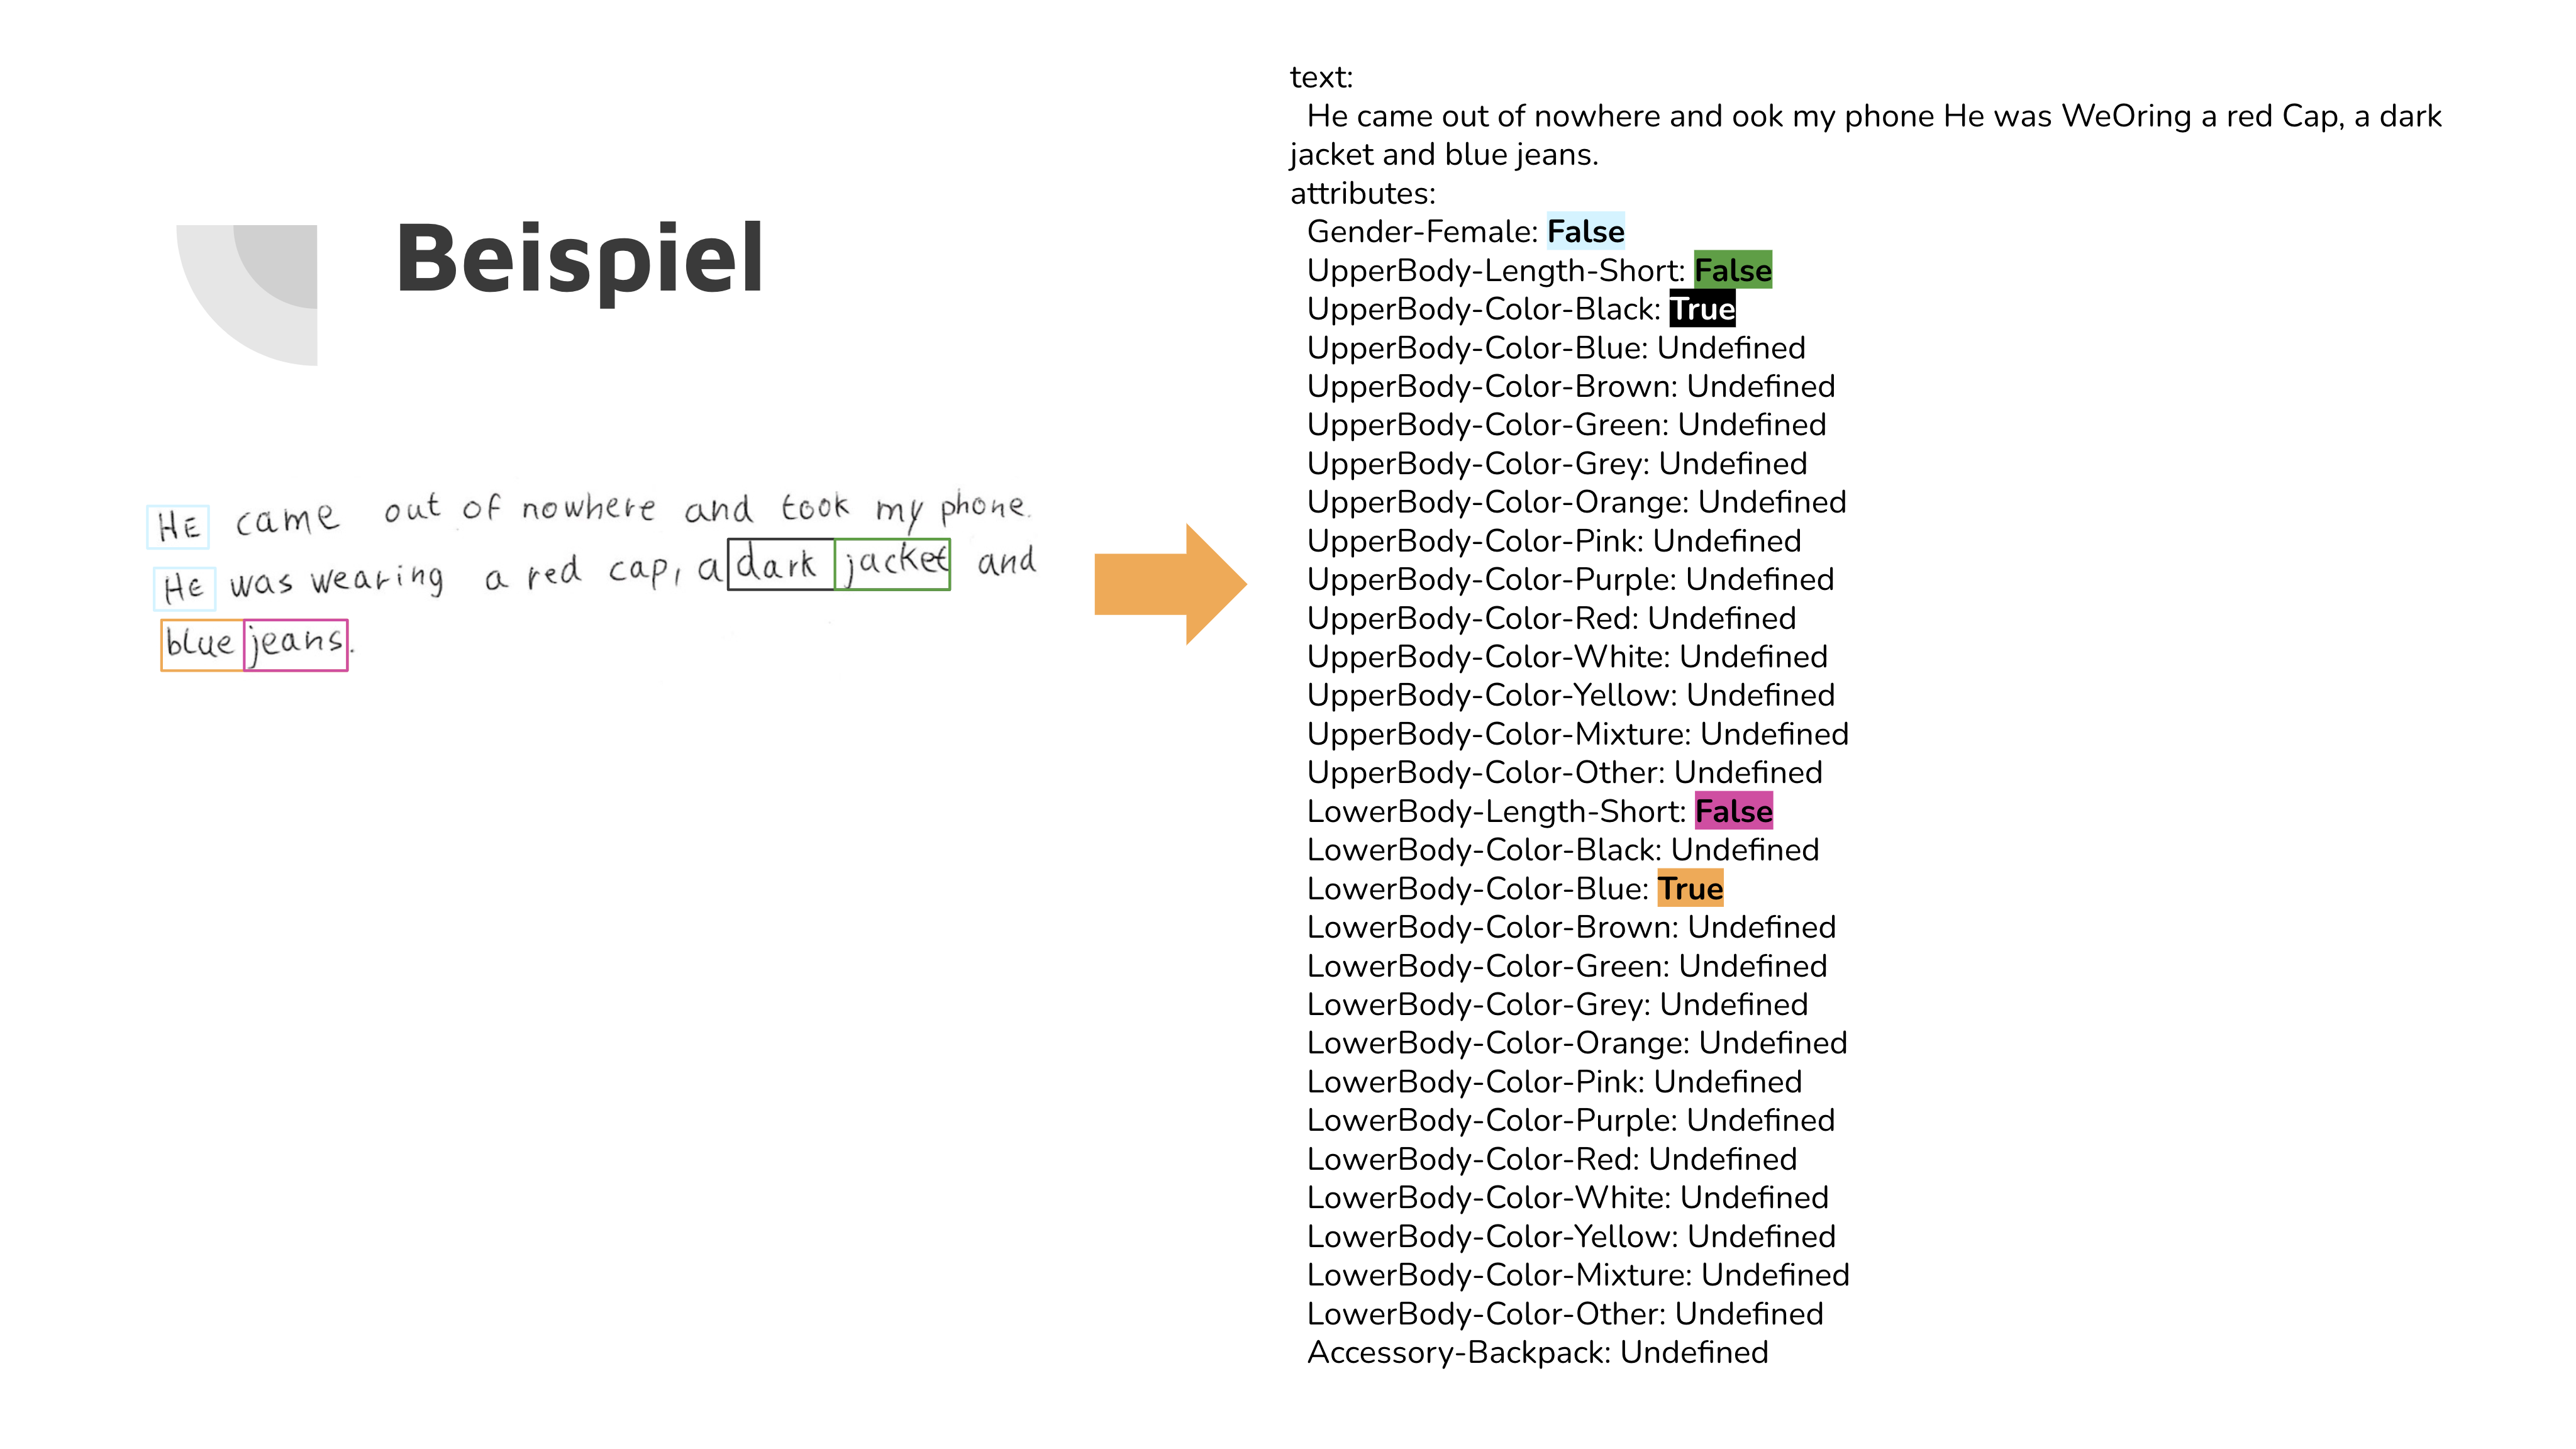 Beispiel
HE came out of nowhere and took my phone.
He was wearing a red cap, a dark jacket and
blue jeans.
text:
He came out of nowhere and ook my phone He was WeOring a red Cap, a dark
jacket and blue jeans.
attributes:
Gender-Female: False
UpperBody-Length-Short: False
UpperBody-Color-Black: True
UpperBody-Color-Blue: Undefined
UpperBody-Color-Brown: Undefined
UpperBody-Color-Green: Undefined
UpperBody-Color-Grey: Undefined
UpperBody-Color-Orange: Undefined
UpperBody-Color-Pink: Undefined
UpperBody-Color-Purple: Undefined
UpperBody-Color-Red: Undefined
UpperBody-Color-White: Undefined
UpperBody-Color-Yellow: Undefined
UpperBody-Color-Mixture: Undefined
UpperBody-Color-Other: Undefined
LowerBody-Length-Short: False
LowerBody-Color-Black: Undefined
LowerBody-Color-Blue: True
LowerBody-Color-Brown: Undefined
LowerBody-Color-Green: Undefined
LowerBody-Color-Grey: Undefined
LowerBody-Color-Orange: Undefined
LowerBody-Color-Pink: Undefined
LowerBody-Color-Purple: Undefined
LowerBody-Color-Red: Undefined
LowerBody-Color-White: Undefined
LowerBody-Color-Yellow: Undefined
LowerBody-Color-Mixture: Undefined
LowerBody-Color-Other: Undefined
Accessory-Backpack: Undefined